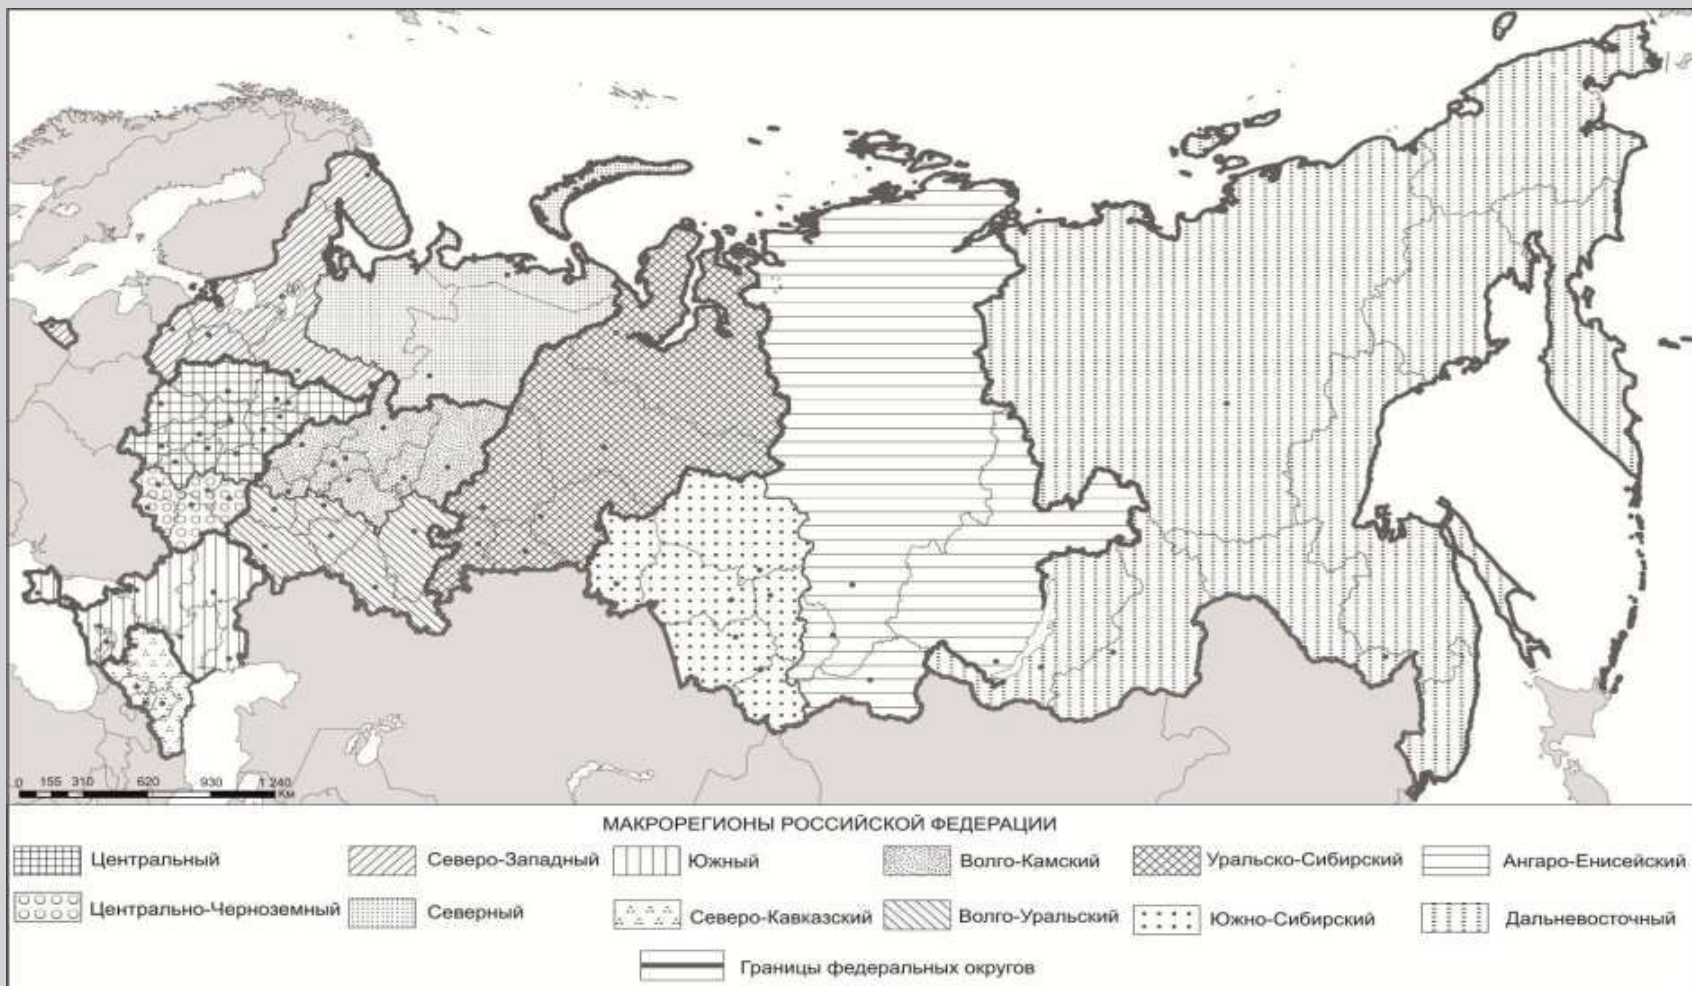 0 155 310 620 930 1 240
Км
МАКРОРЕГИОНЫ РОССИЙСКОЙ ФЕДЕРАЦИИ
Центральный Северо-Западный Южный Волго-Камский Уральско-Сибирский Ангаро-Енисейский
Центрально-Черноземный Северный Северо-Кавказский Волго-Уральский Южно-Сибирский Дальневосточный
Границы федеральных округов